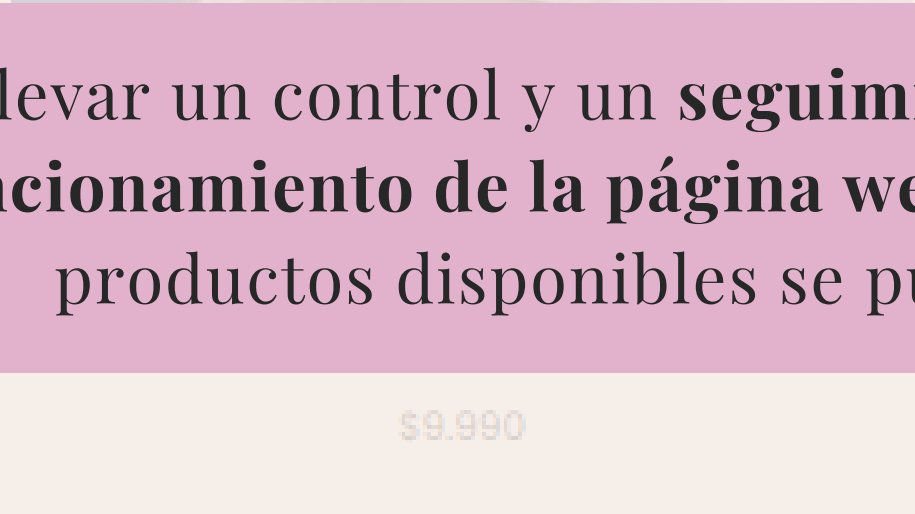 levar un control y un seguim
cionamiento de la página we
productos disponibles se pu
$9.990